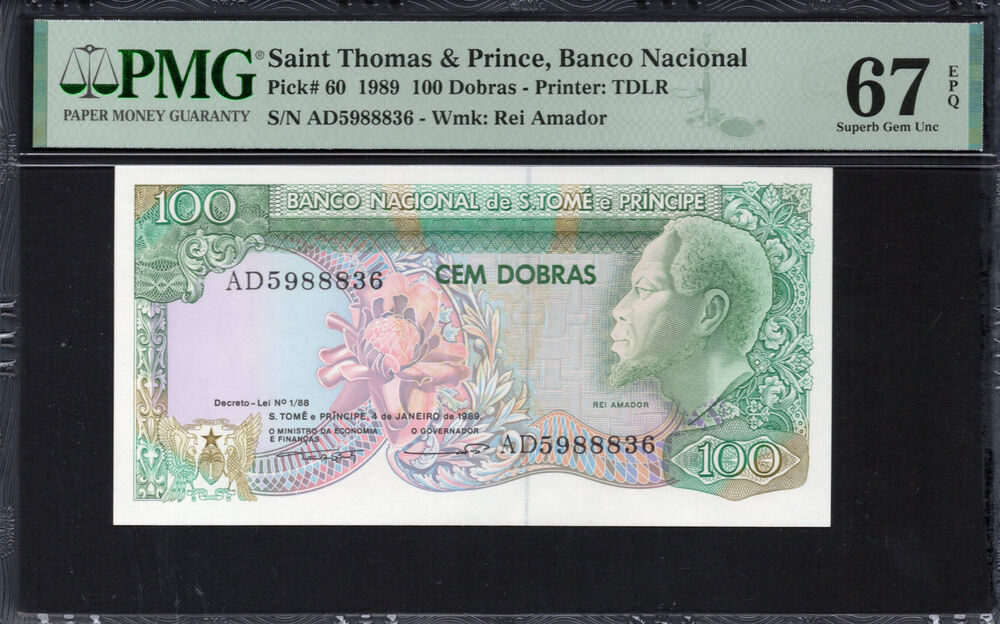 PMG®
PAPER MONEY GUARANTY
Saint Thomas & Prince, Banco Nacional
Pick# 60 1989 100 Dobras - Printer: TDLR
S/N AD5988836 - Wmk: Rei Amador
67
EPQ
Superb Gem Unc
100
BANCO NACIONAL de S.TOMÉ e PRÍNCIPE
CEM DOBRAS
AD5988836
REI AMADOR
Decreto - Lei Nº 1/88
S. TOMÉ e PRÍNCIPE, 4 de JANEIRO de 1989
O MINISTRO DA ECONOMIA
E FINANÇAS
O GOVERNADOR
AD5988836
100